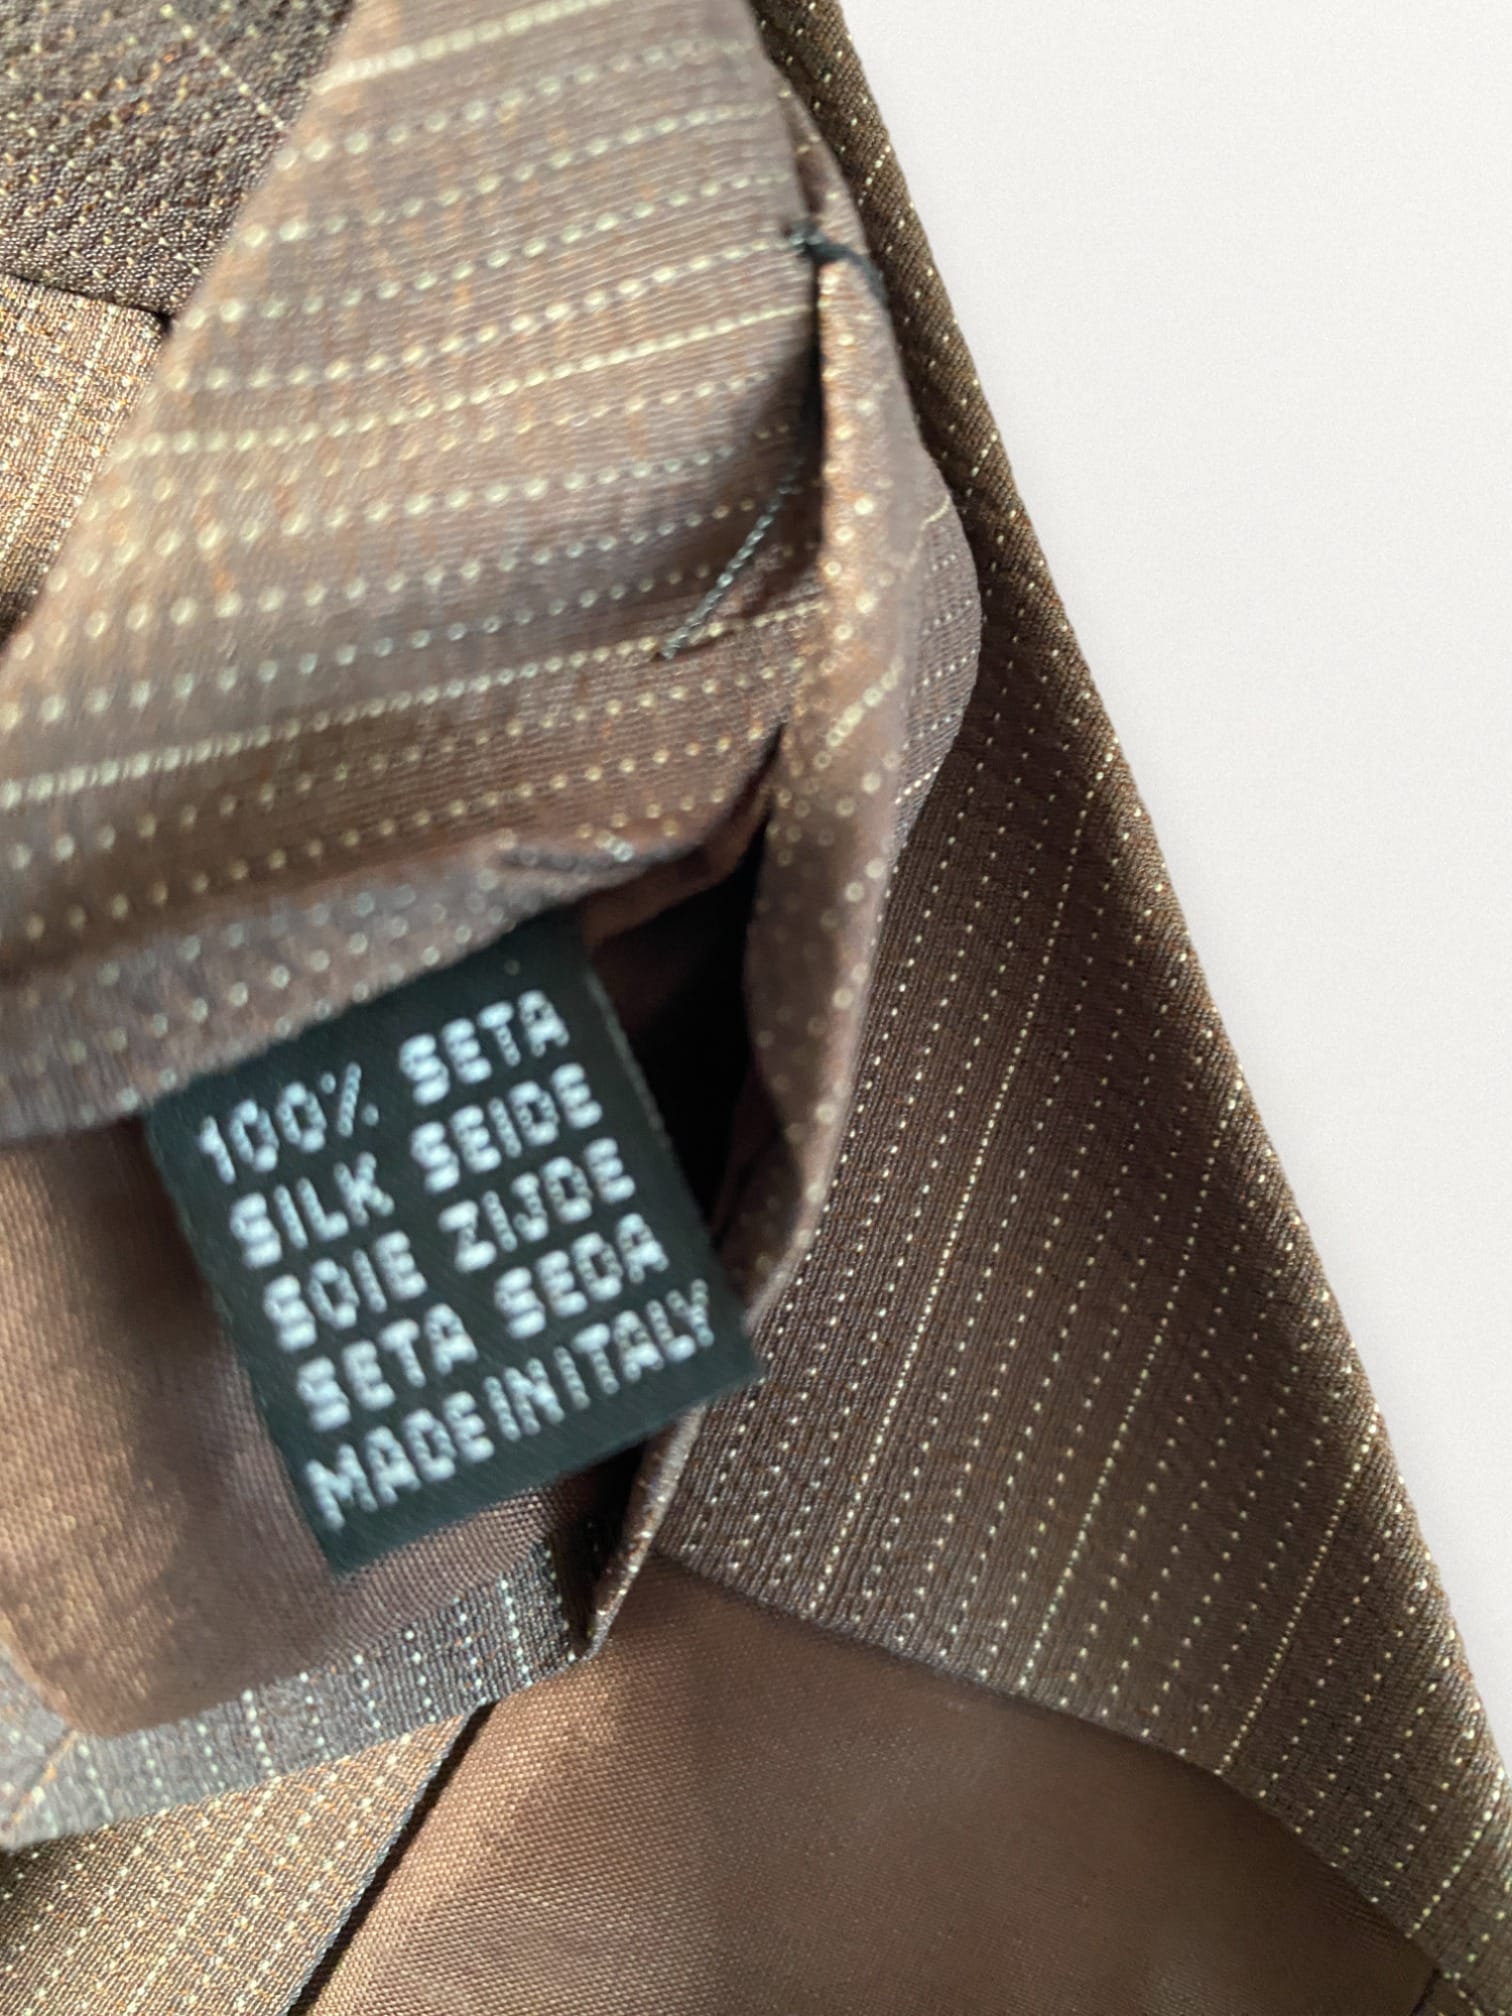 100% SETA
SILK SEIDE
SOIE ZIJDE
SETA SEDA
MADE IN ITALY